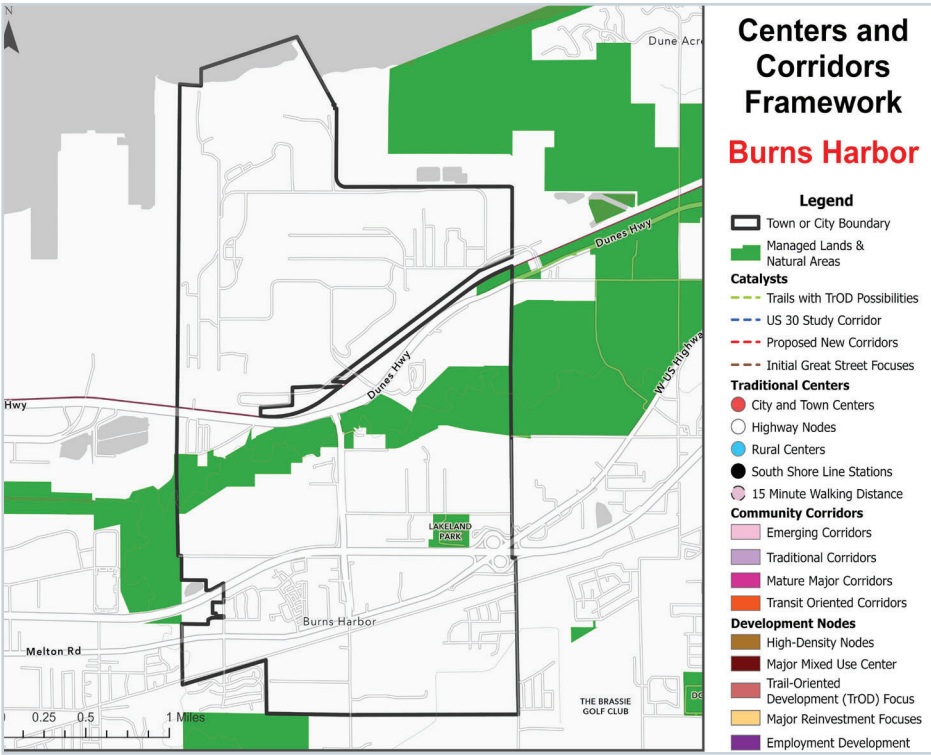 N
Dune Acre
Dunes Hwy
W US Highwa
Dunes Hwy
Hwy
LAKELAND
PARK
Burns Harbor
Melton Rd
0.25 0.5 1 Miles
THE BRASSIE
GOLF CLUB
DO
Centers and
Corridors
Framework
Burns Harbor
Legend
Town or City Boundary
Managed Lands &
Natural Areas
Catalysts
Trails with TrOD Possibilities
US 30 Study Corridor
Proposed New Corridors
Initial Great Street Focuses
Traditional Centers
City and Town Centers
Highway Nodes
Rural Centers
South Shore Line Stations
15 Minute Walking Distance
Community Corridors
Emerging Corridors
Traditional Corridors
Mature Major Corridors
Transit Oriented Corridors
Development Nodes
High-Density Nodes
Major Mixed Use Center
Trail-Oriented
Development (TrOD) Focus
Major Reinvestment Focuses
Employment Development